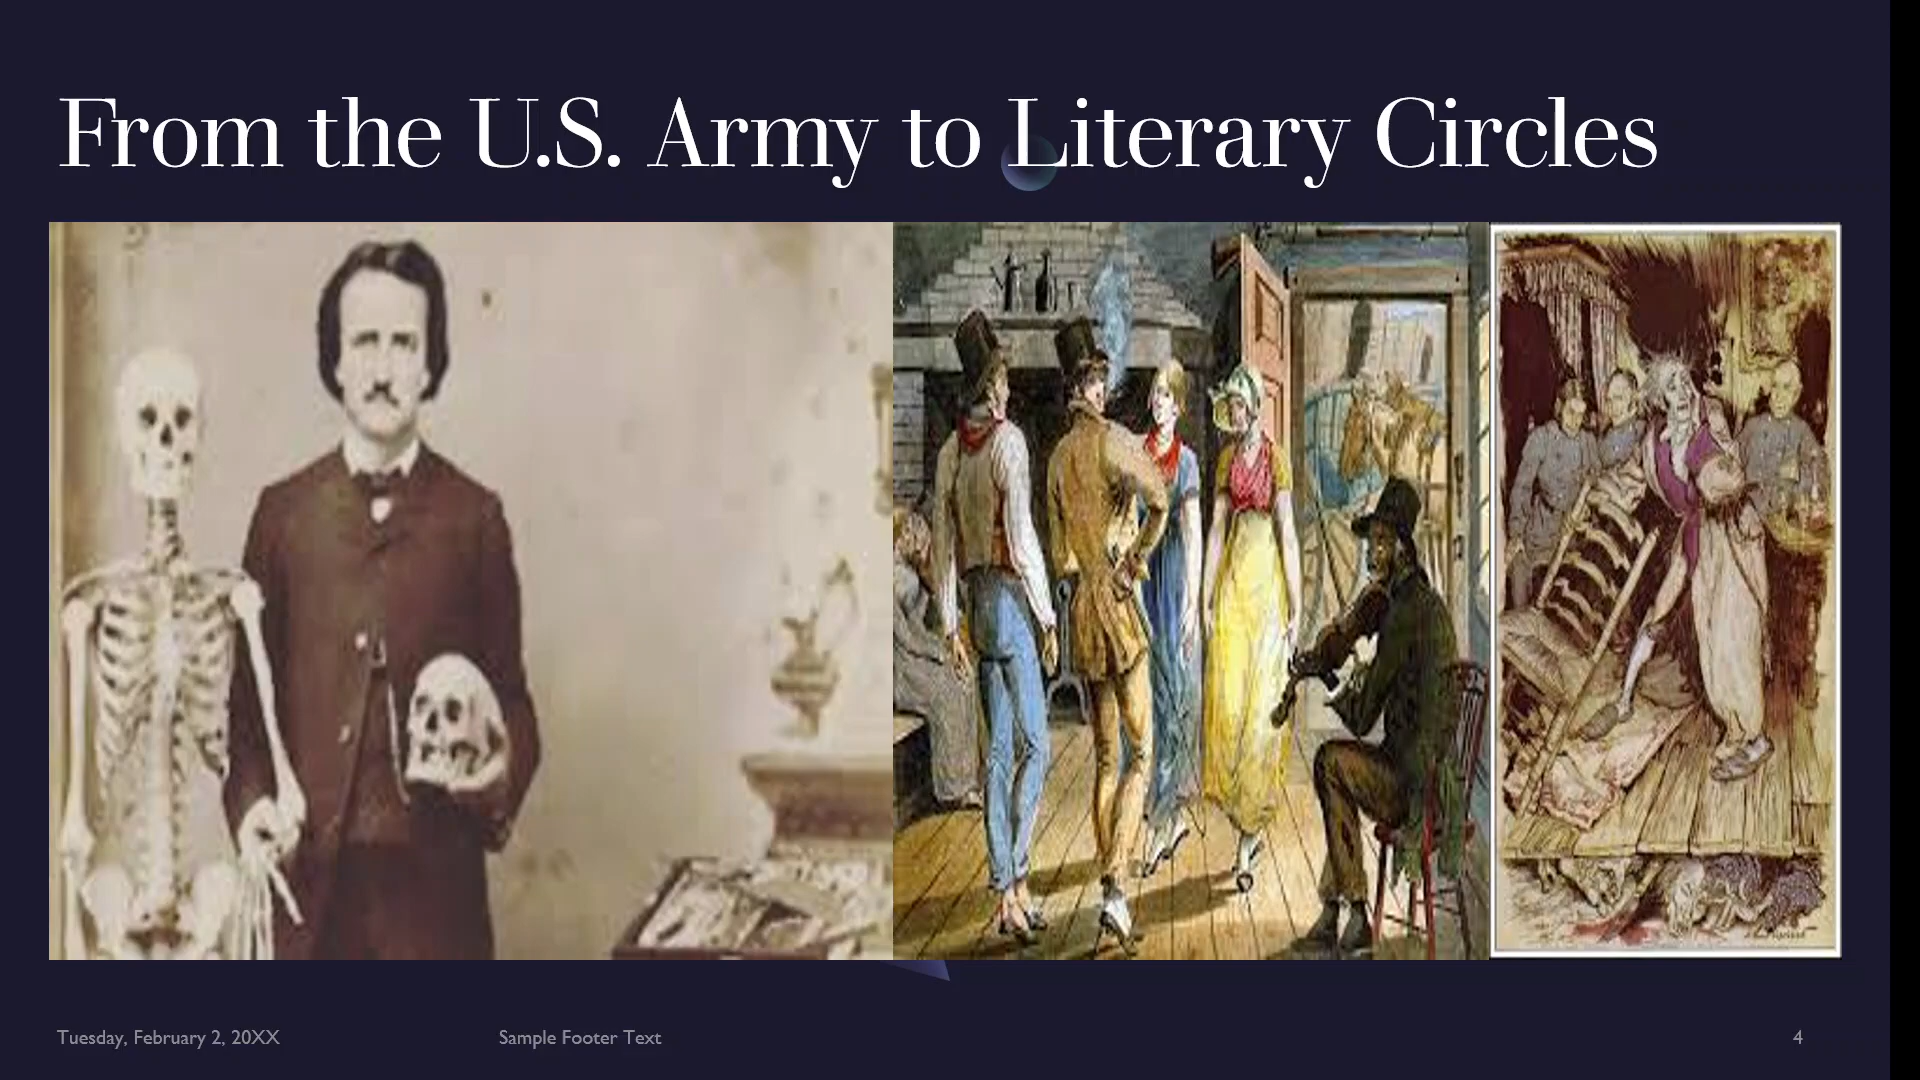 From the U.S. Army to Literary Circles
Tuesday, February 2, 20XX
Sample Footer Text
4